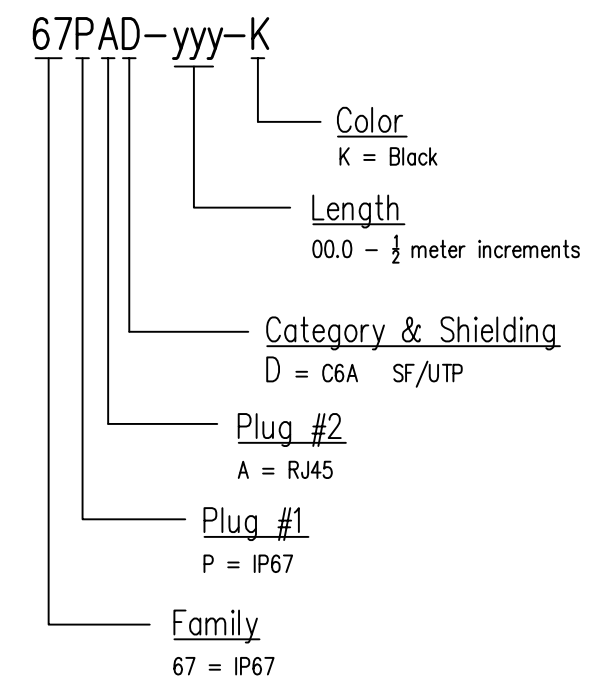 67PAD-yyy-K
Color
K = Black
Length
00.0 - ½ meter increments
Category & Shielding
D = C6A SF/UTP
Plug #2
A = RJ45
Plug #1
P = IP67
Family
67 = IP67